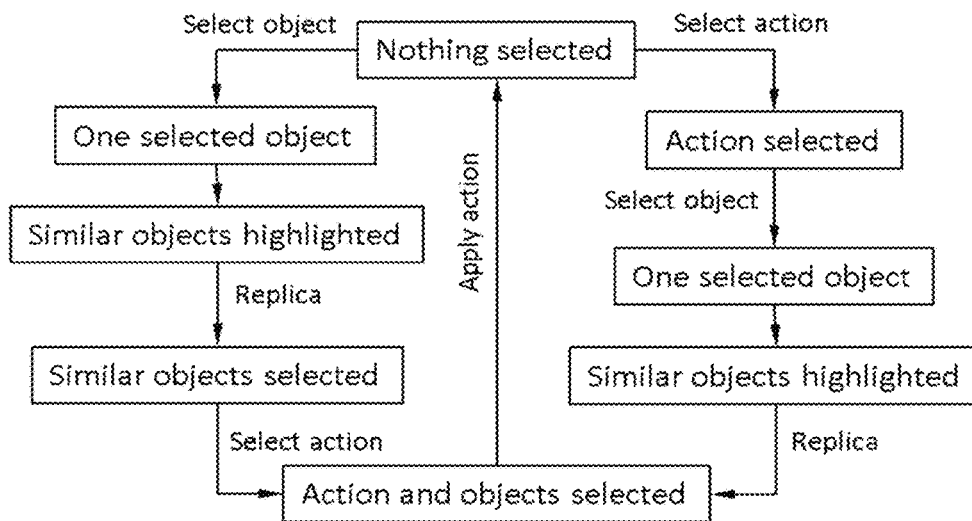 Select object
Nothing selected
Select action
One selected object
Action selected
Select object
Similar objects highlighted
Apply action
One selected object
Replica
Similar objects selected
Similar objects highlighted
Select action
Replica
Action and objects selected